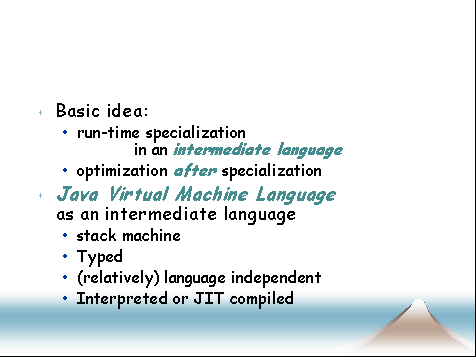 Basic idea:
• run-time specialization
in an intermediate language
• optimization after specialization
Java Virtual Machine Language
as an intermediate language
• stack machine
• Typed
• (relatively) language independent
• Interpreted or JIT compiled